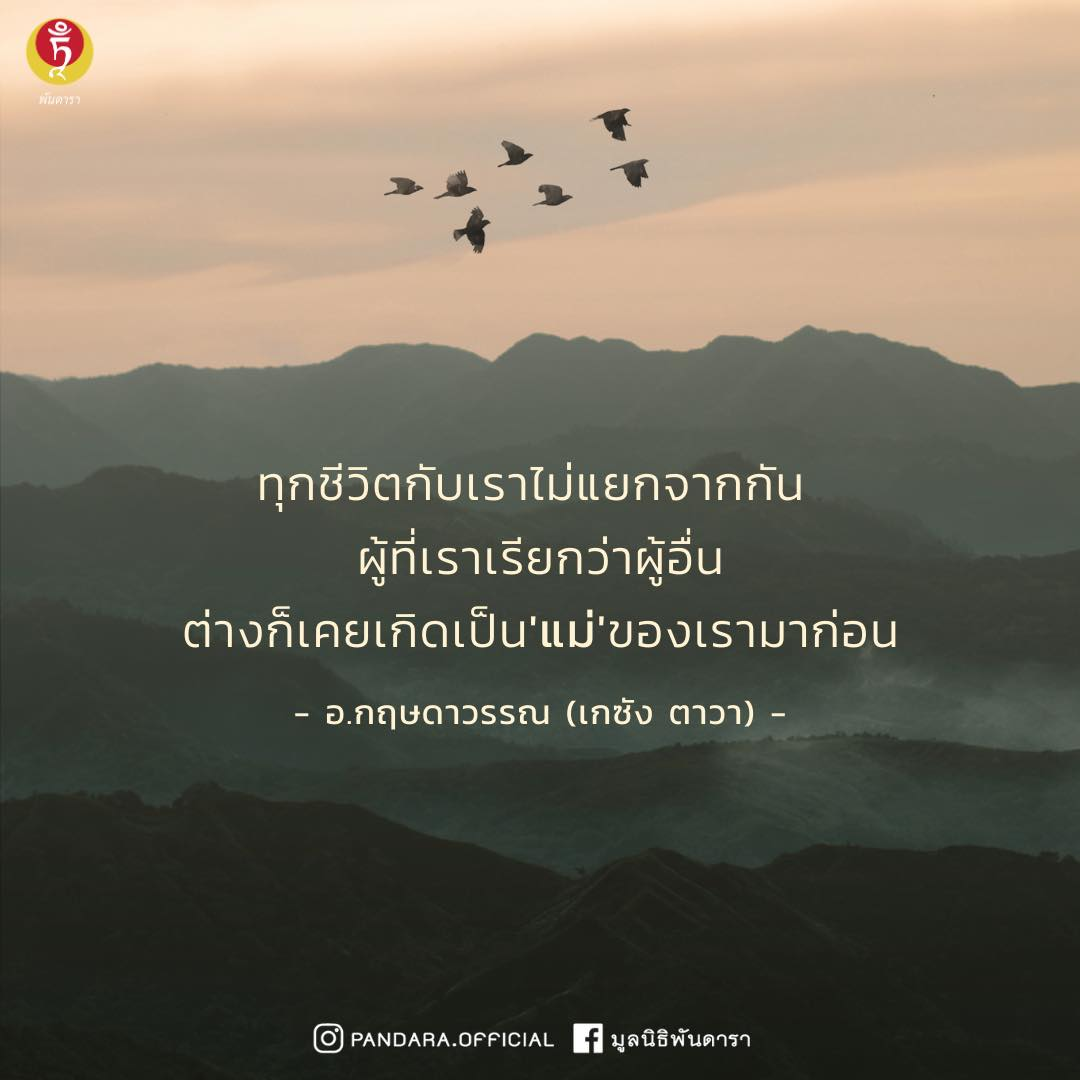 พันดารา
ทุกชีวิตกับเราไม่แยกจากกัน
ผู้ที่เราเรียกว่าผู้อื่น
ต่างก็เคยเกิดเป็น'แม่'ของเรามาก่อน
- อ.กฤษดาวรรณ (เกซัง ตาวา) -
PANDARA.OFFICIAL มูลนิธิพันดารา